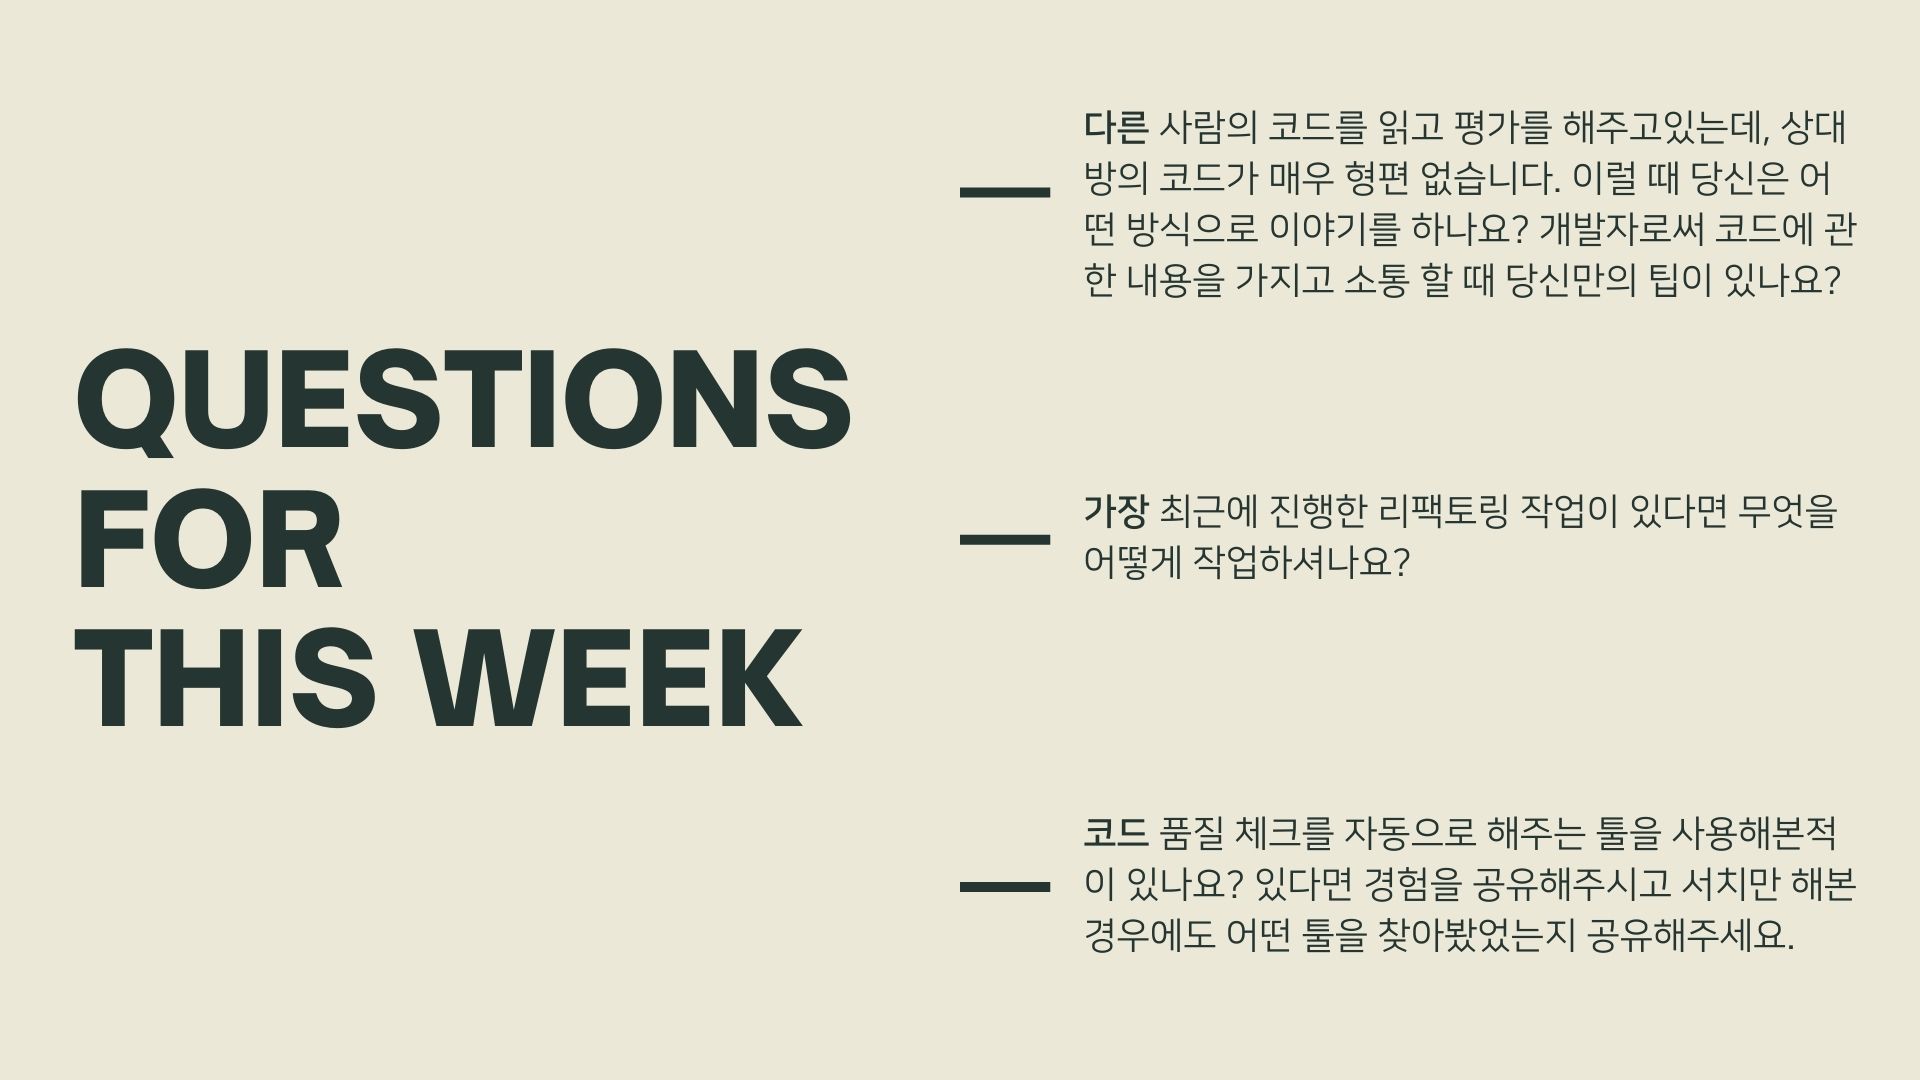 QUESTIONS
FOR
THIS WEEK
다른 사람의 코드를 읽고 평가를 해주고있는데, 상대
방의 코드가 매우 형편 없습니다. 이럴 때 당신은 어
떤 방식으로 이야기를 하나요? 개발자로써 코드에 관
한 내용을 가지고 소통 할 때 당신만의 팁이 있나요?
가장 최근에 진행한 리팩토링 작업이 있다면 무엇을
어떻게 작업하셔나요?
코드 품질 체크를 자동으로 해주는 툴을 사용해본적
이 있나요? 있다면 경험을 공유해주시고 서치만 해본
경우에도 어떤 툴을 찾아봤었는지 공유해주세요.